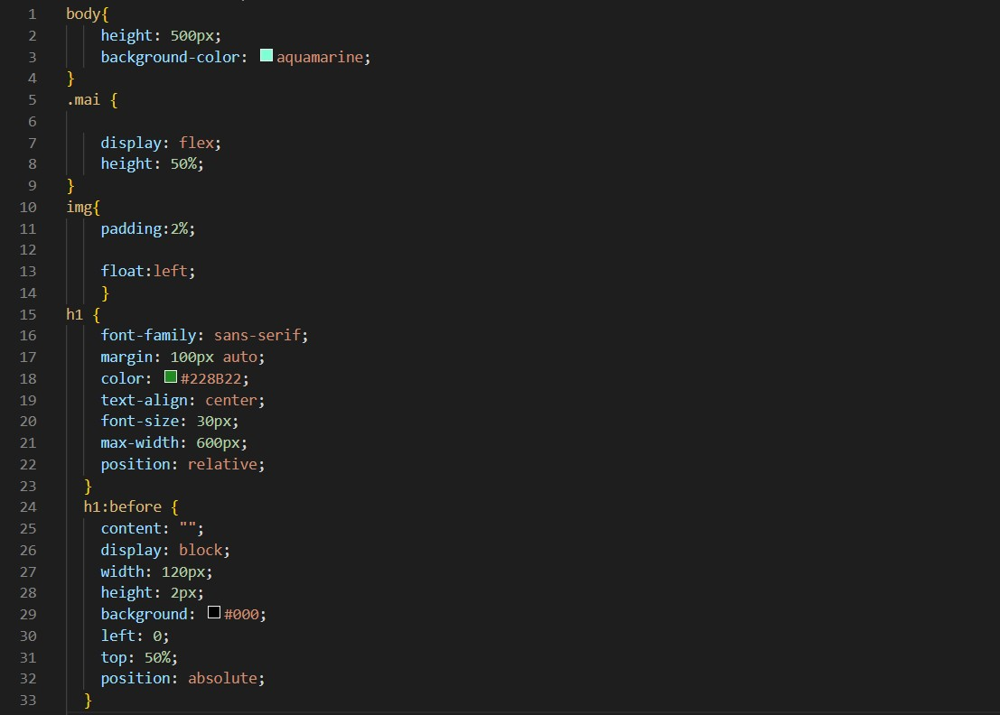 1 body{
2 height: 500px;
3 background-color: aquamarine;
4 }
5 .mai {
6
7 display: flex;
8 height: 50%;
9 }
10 img{
11 padding:2%;
12
13 float:left;
14 }
15 h1 {
16 font-family: sans-serif;
17 margin: 100px auto;
18 color: #228B22;
19 text-align: center;
20 font-size: 30px;
21 max-width: 600px;
22 position: relative;
23 }
24 h1:before {
25 content: "";
26 display: block;
27 width: 120px;
28 height: 2px;
29 background: #000;
30 left: 0;
31 top: 50%;
32 position: absolute;
33 }